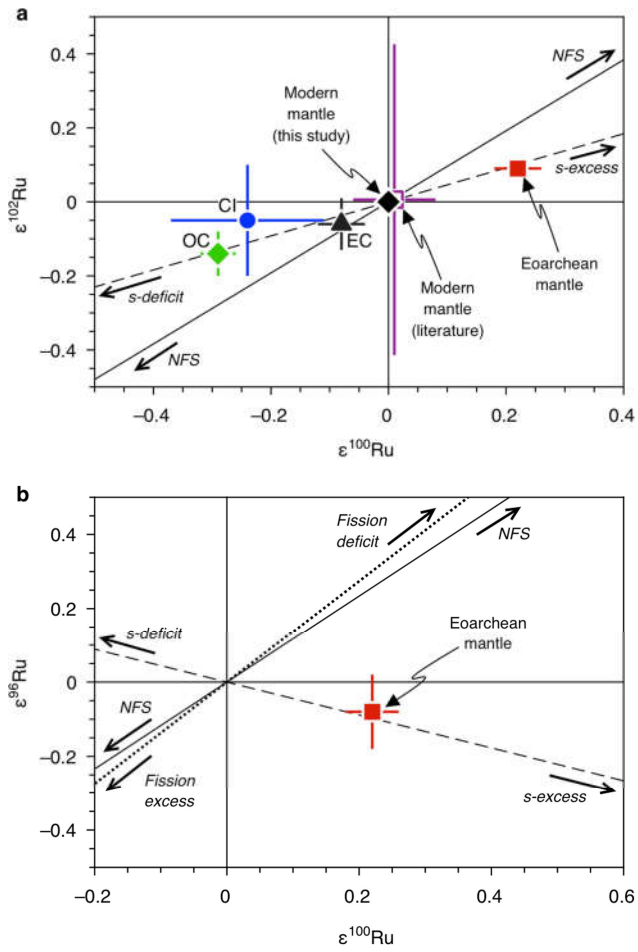 a
0.4
0.2
0
−0.2
−0.4
ε102Ru
NFS
Modern
mantle
(this study)
s-excess
CI
OC
EC
Eoarchean
mantle
Modern
mantle
(literature)
s-deficit
NFS
−0.4
−0.2
0
0.2
0.4
ε100Ru
b
0.4
0.2
0
−0.2
−0.4
ε96Ru
Fission
deficit
NFS
s-deficit
Eoarchean
mantle
NFS
Fission
excess
s-excess
−0.2
0
0.2
0.4
0.6
ε100Ru